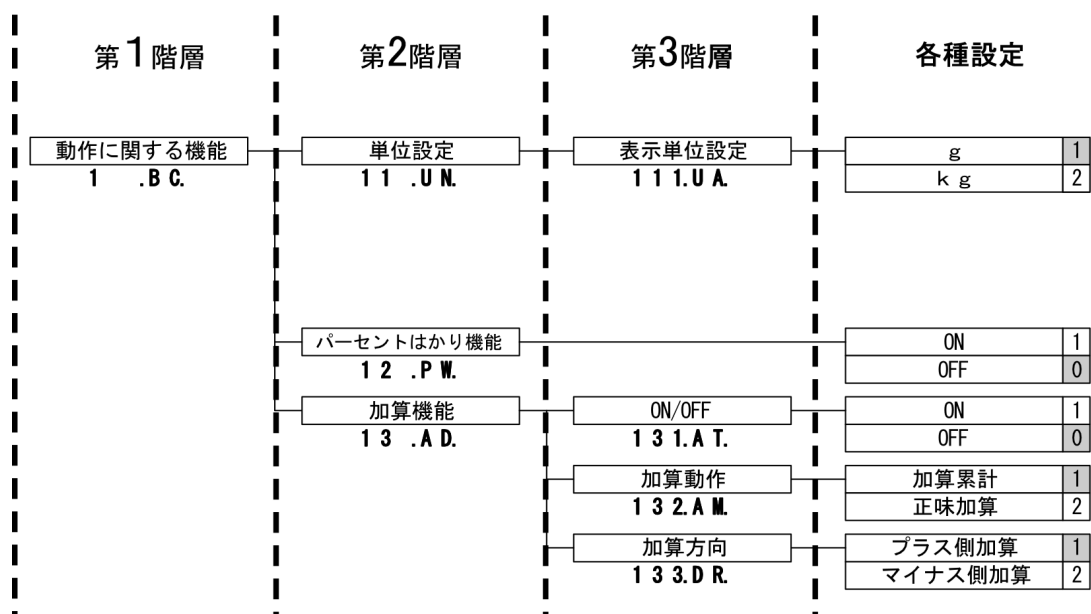 第1階層 第2階層 第3階層 各種設定
動作に関する機能 単位設定 表示単位設定 g 1
1 .BC. 11 .UN. 111.UA. kg 2
パーセントはかり機能 ON 1
12 .PW. OFF 0
加算機能 ON/OFF ON 1
13 .AD. 131.AT. OFF 0
加算動作 加算累計 1
132.AM. 正味加算 2
加算方向 プラス側加算 1
133.DR. マイナス側加算 2